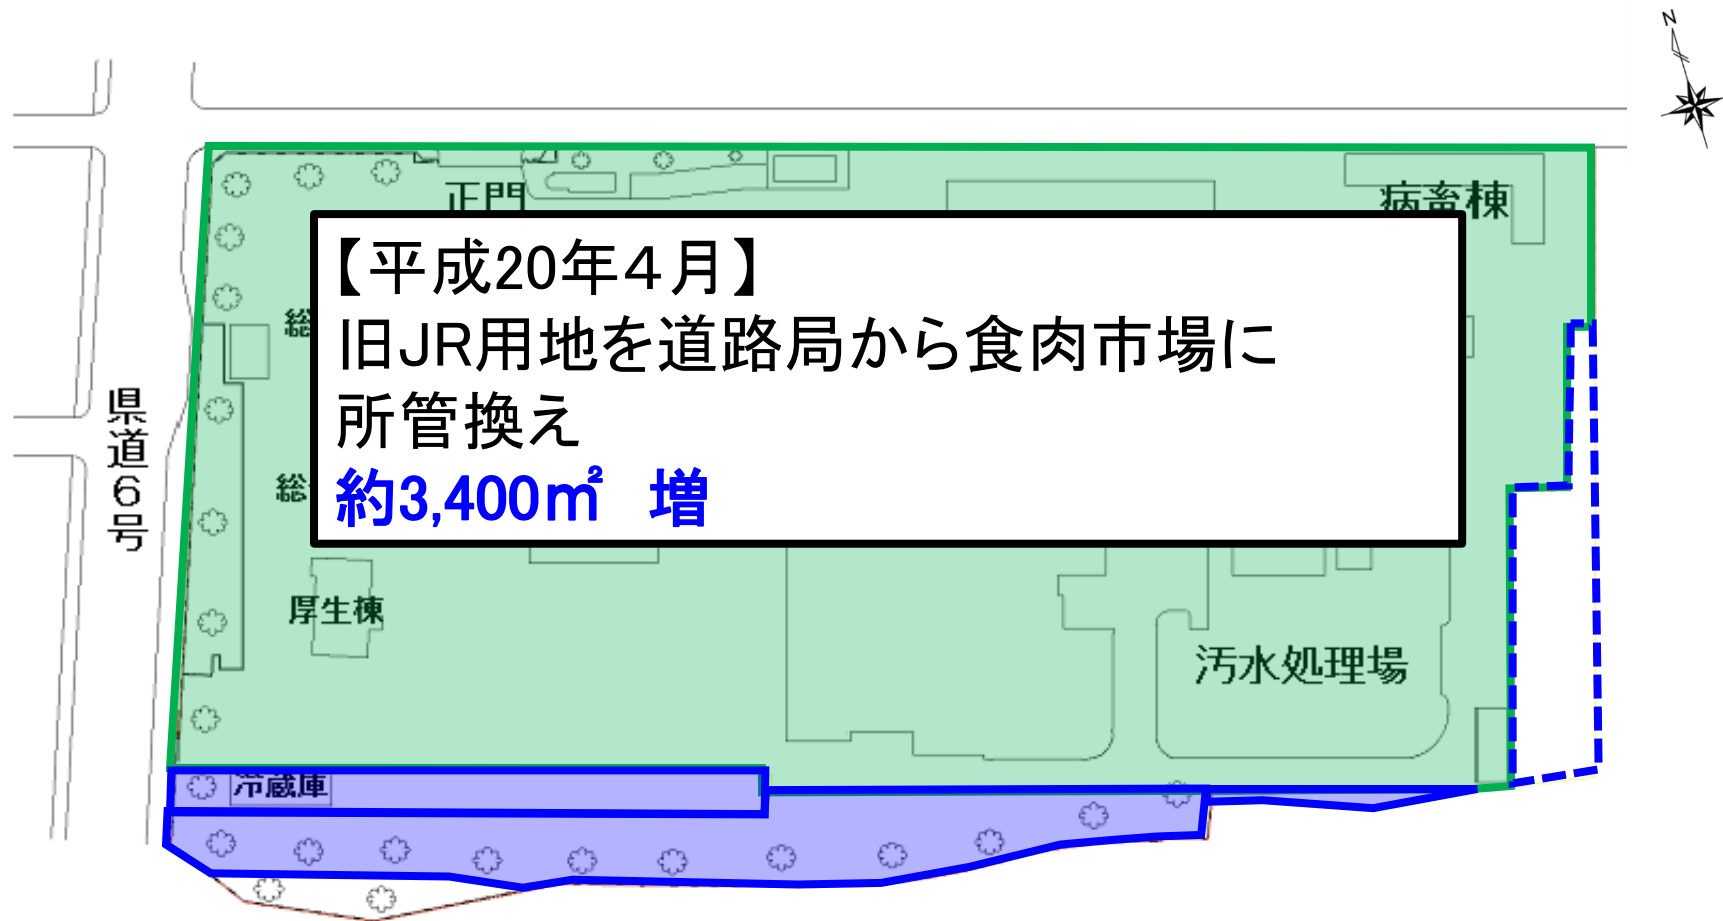 N
正門
病畜棟
【平成20年４月】
旧JR用地を道路局から食肉市場に
所管換え
約3,400㎡　増
総
総
県道６号
厚生棟
汚水処理場
冷蔵庫